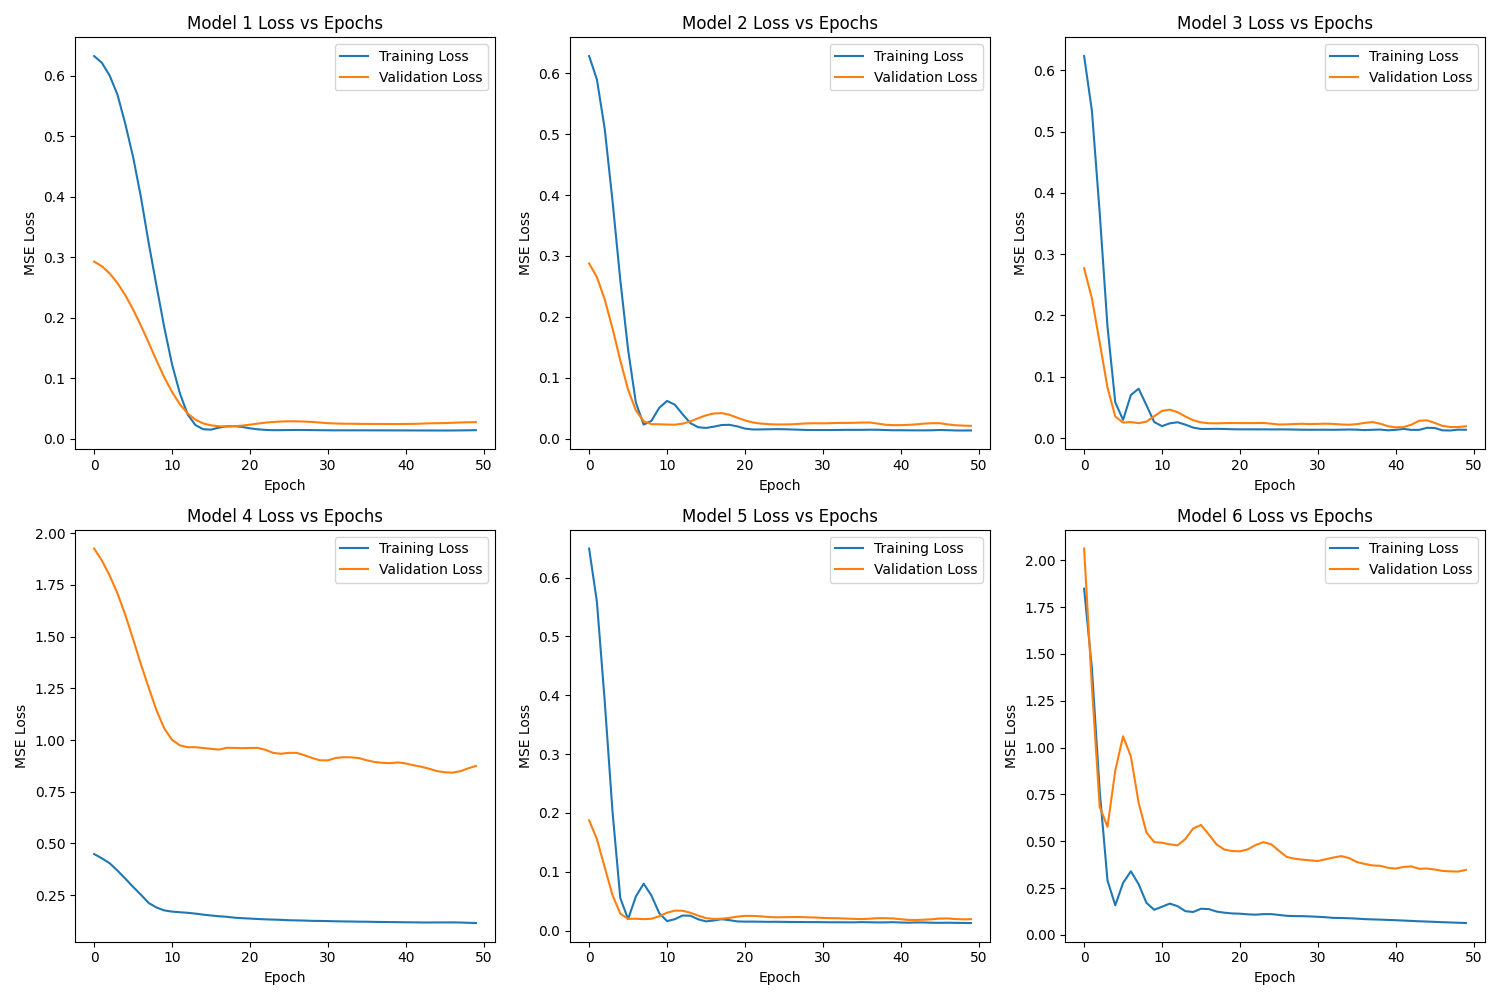 Model 1 Loss vs Epochs
Training Loss
Validation Loss
0.6
0.5
0.4
0.3
0.2
0.1
0.0
MSE Loss
0 10 20 30 40 50
Epoch
Model 2 Loss vs Epochs
Training Loss
Validation Loss
0.6
0.5
0.4
0.3
0.2
0.1
0.0
MSE Loss
0 10 20 30 40 50
Epoch
Model 3 Loss vs Epochs
Training Loss
Validation Loss
0.6
0.5
0.4
0.3
0.2
0.1
0.0
MSE Loss
0 10 20 30 40 50
Epoch
Model 4 Loss vs Epochs
Training Loss
Validation Loss
2.00
1.75
1.50
1.25
1.00
0.75
0.50
0.25
MSE Loss
0 10 20 30 40 50
Epoch
Model 5 Loss vs Epochs
Training Loss
Validation Loss
0.6
0.5
0.4
0.3
0.2
0.1
0.0
MSE Loss
0 10 20 30 40 50
Epoch
Model 6 Loss vs Epochs
Training Loss
Validation Loss
2.00
1.75
1.50
1.25
1.00
0.75
0.50
0.25
0.00
MSE Loss
0 10 20 30 40 50
Epoch